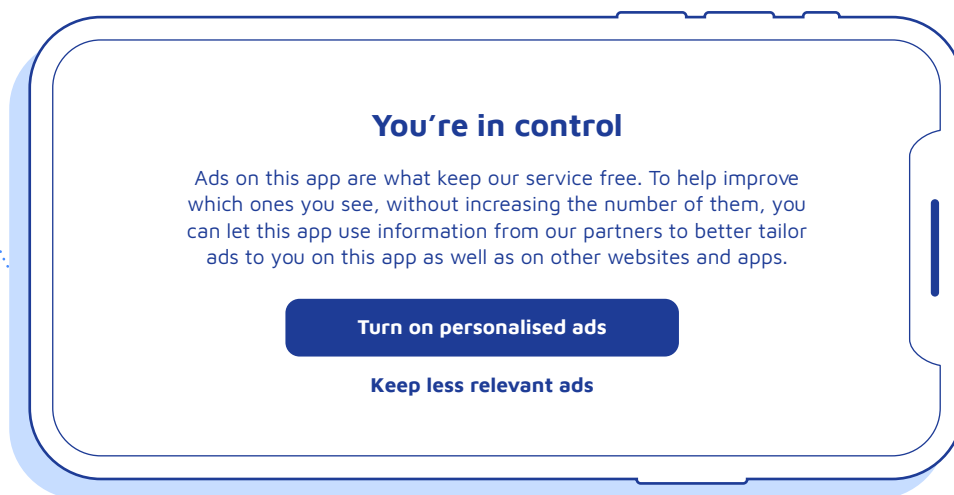 You’re in control
Ads on this app are what keep our service free. To help improve
which ones you see, without increasing the number of them, you
can let this app use information from our partners to better tailor
ads to you on this app as well as on other websites and apps.
Turn on personalised ads
Keep less relevant ads